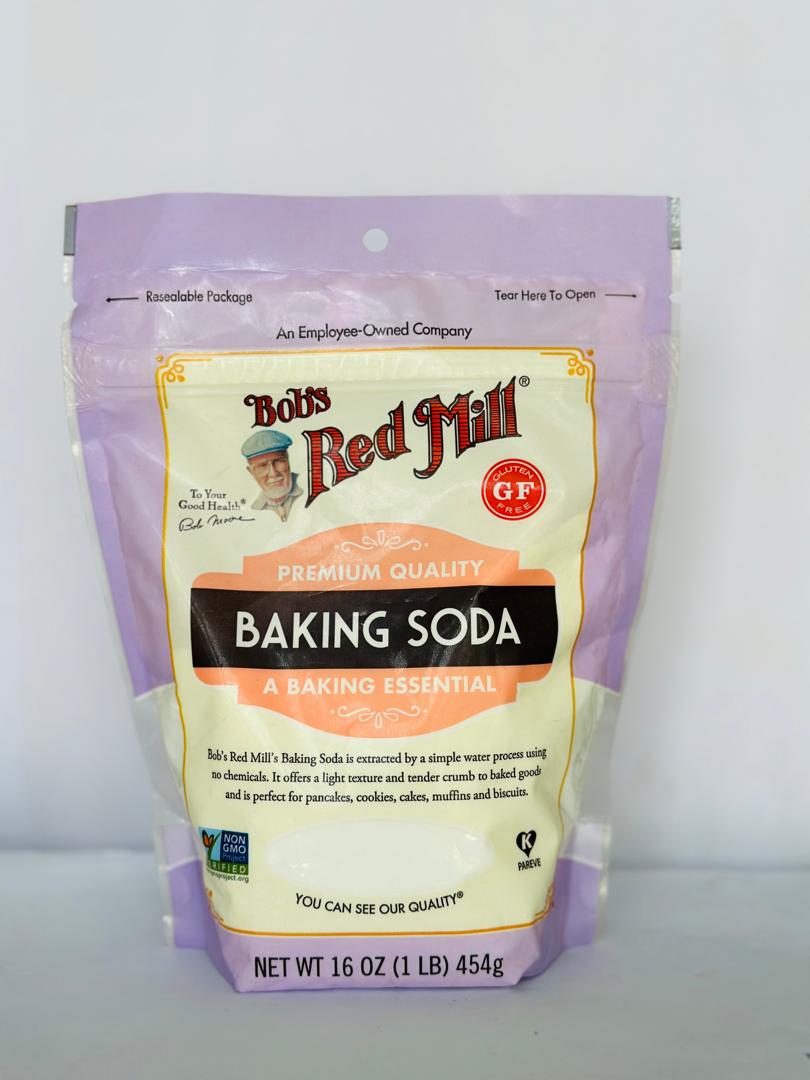 Resealable Package
Tear Here To Open
An Employee-Owned Company
Bob's
Red Mill®
To Your
Good Health®
Bob Moore
GLUTEN
GF
FREE
PREMIUM QUALITY
BAKING SODA
A BAKING ESSENTIAL
Bob's Red Mill's Baking Soda is extracted by a simple water process using
no chemicals. It offers a light texture and tender crumb to baked goods
and is perfect for pancakes, cookies, cakes, muffins and biscuits.
NON
GMO
Project
K
PAREVE
YOU CAN SEE OUR QUALITY®
NET WT 16 OZ (1 LB) 454g